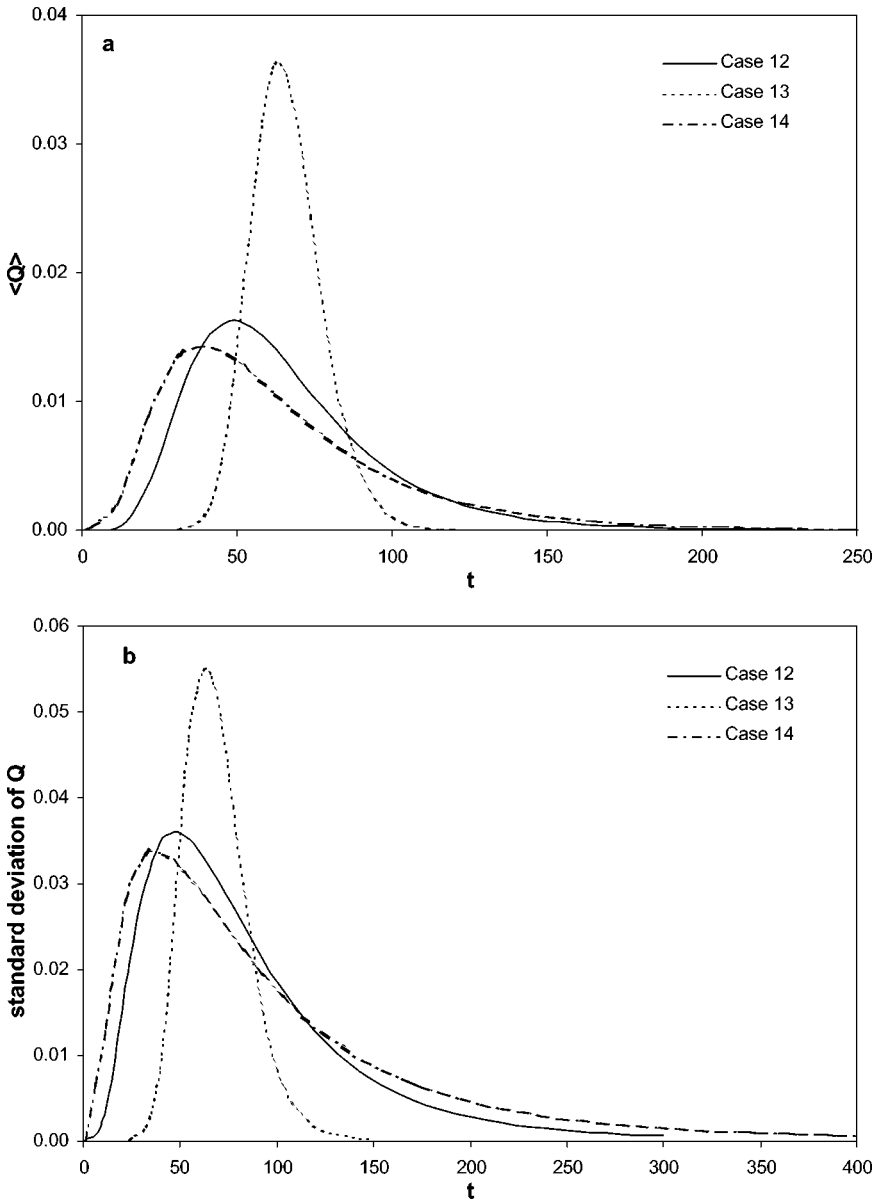 0.04
a
Case 12
Case 13
Case 14
0.03
<Q>
0.02
0.01
0.00
0 50 100 150 200 250
t
0.06
b
Case 12
Case 13
Case 14
0.05
0.04
standard deviation of Q
0.03
0.02
0.01
0.00
0 50 100 150 200 250 300 350 400
t